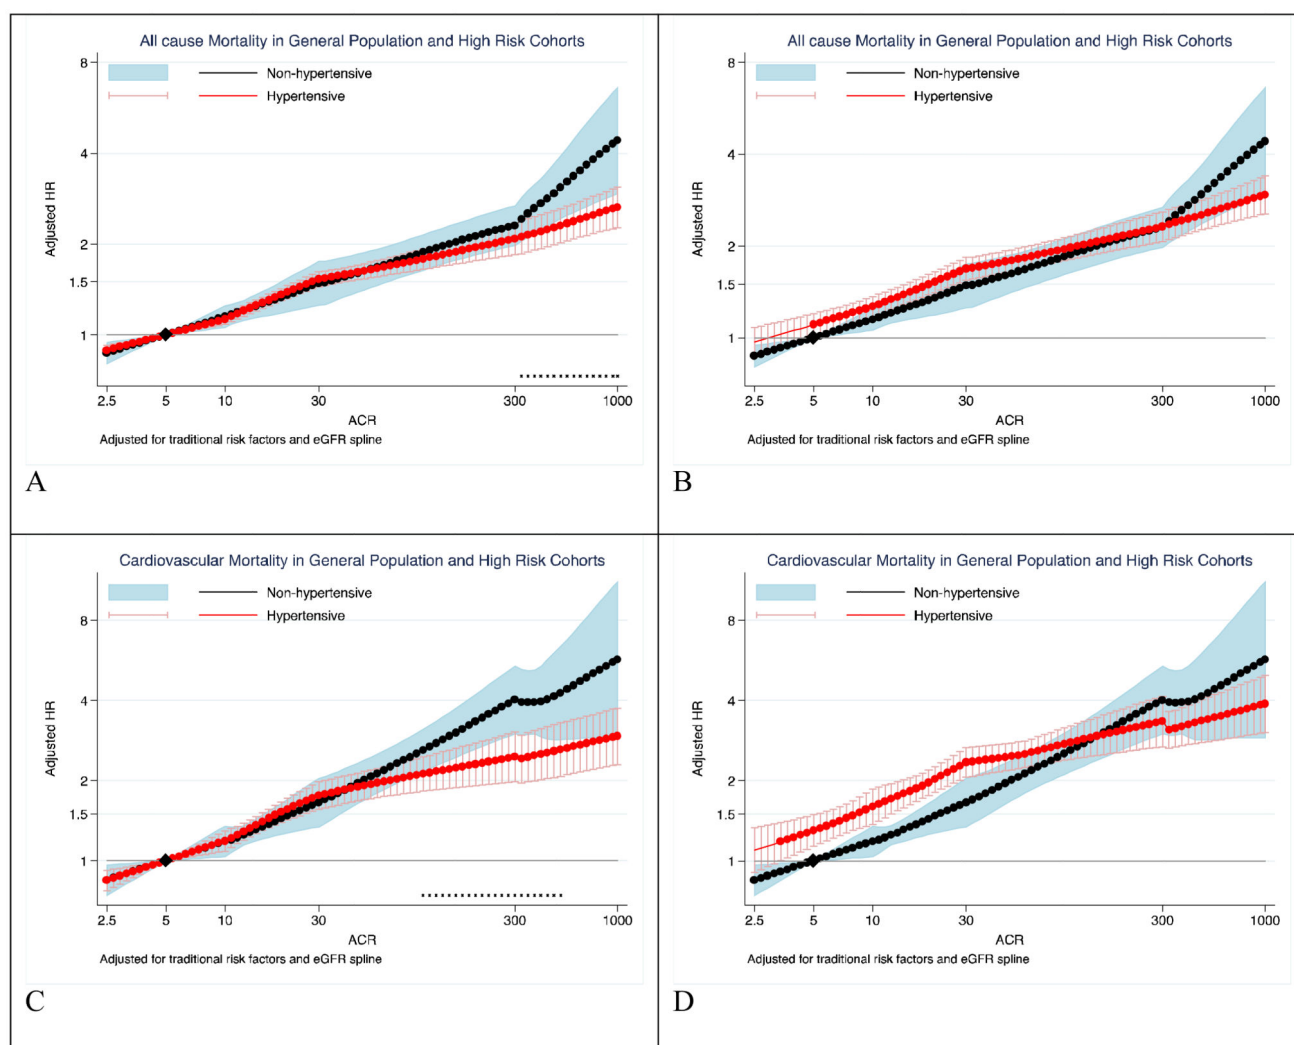 All cause Mortality in General Population and High Risk Cohorts
8
Non-hypertensive
Hypertensive
4
2
1.5
1
Adjusted HR
2.5 5 10 30 300 1000
ACR
Adjusted for traditional risk factors and eGFR spline
A
All cause Mortality in General Population and High Risk Cohorts
8
Non-hypertensive
Hypertensive
4
2
1.5
1
Adjusted HR
2.5 5 10 30 300 1000
ACR
Adjusted for traditional risk factors and eGFR spline
B
Cardiovascular Mortality in General Population and High Risk Cohorts
Non-hypertensive
Hypertensive
8
4
2
1.5
1
Adjusted HR
2.5 5 10 30 300 1000
ACR
Adjusted for traditional risk factors and eGFR spline
C
Cardiovascular Mortality in General Population and High Risk Cohorts
Non-hypertensive
Hypertensive
8
4
2
1.5
1
Adjusted HR
2.5 5 10 30 300 1000
ACR
Adjusted for traditional risk factors and eGFR spline
D